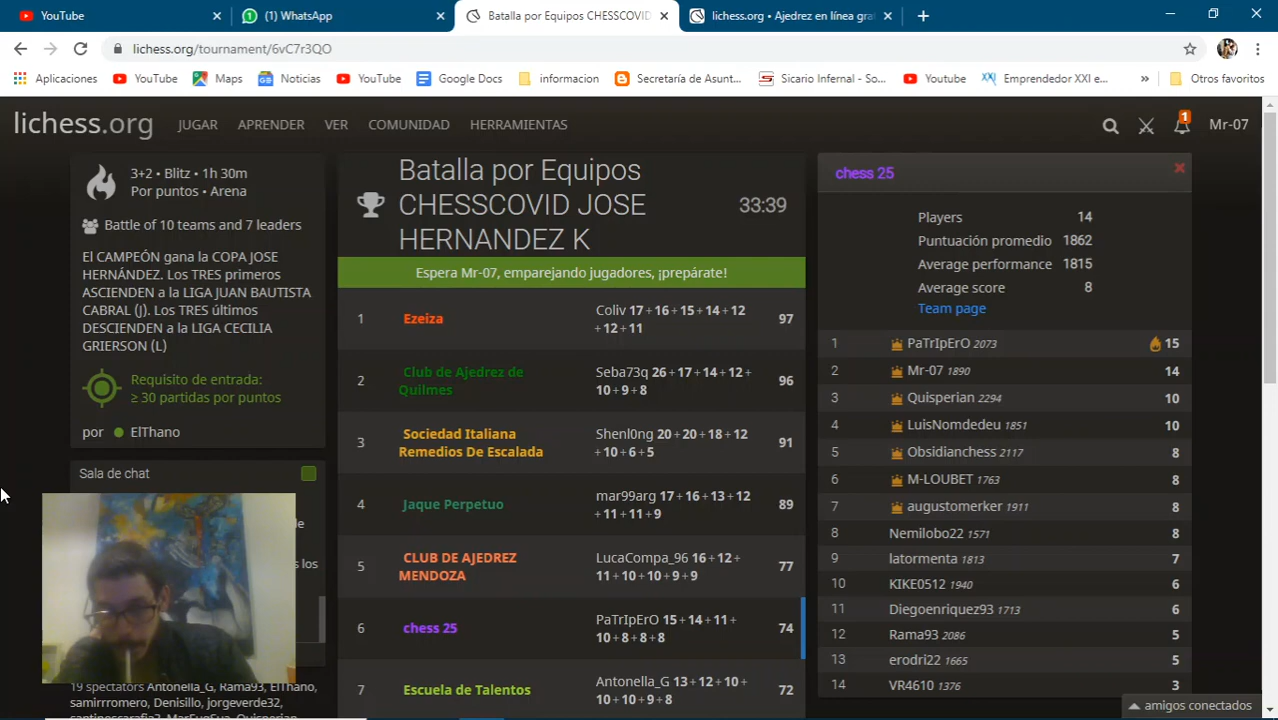 YouTube
(1) WhatsApp
Batalla por Equipos CHESSCOVID
lichess.org • Ajedrez en línea gra
lichess.org/tournament/6vC7r3QO
Aplicaciones
YouTube
Maps
Noticias
YouTube
Google Docs
informacion
Secretaría de Asunt...
Sicario Infernal - So...
Youtube
Emprendedor XXI e...
»
Otros favoritos
lichess.org
JUGAR
APRENDER
VER
COMUNIDAD
HERRAMIENTAS
1
Mr-07
3+2 • Blitz • 1h 30m
Por puntos • Arena
Battle of 10 teams and 7 leaders
El CAMPEÓN gana la COPA JOSE
HERNÁNDEZ. Los TRES primeros
ASCIENDEN a la LIGA JUAN BAUTISTA
CABRAL (J). Los TRES últimos
DESCIENDEN a la LIGA CECILIA
GRIERSON (L)
Requisito de entrada:
≥ 30 partidas por puntos
por ElThano
Sala de chat
los
19 spectators Antonella_G, Rama93, ElThano,
samirrromero, Denisillo, jorgeverde32,
Batalla por Equipos
CHESSCOVID JOSE
HERNANDEZ K
33:39
Espera Mr-07, emparejando jugadores, ¡prepárate!
1 Ezeiza Coliv 17+16+15+14+12
+12+11 97
2 Club de Ajedrez de
Quilmes Seba73q 26+17+14+12+
10+9+8 96
3 Sociedad Italiana
Remedios De Escalada Shenl0ng 20+20+18+12
+10+6+5 91
4 Jaque Perpetuo mar99arg 17+16+13+12
+11+11+9 89
5 CLUB DE AJEDREZ
MENDOZA LucaCompa_96 16+12+
11+10+10+9+9 77
6 chess 25 PaTrIpErO 15+14+11+
10+8+8+8 74
7 Escuela de Talentos Antonella_G 13+12+10
+10+10+9+8 72
chess 25
Players 14
Puntuación promedio 1862
Average performance 1815
Average score 8
Team page
1 PaTrIpErO 2073 15
2 Mr-07 1890 14
3 Quisperian 2294 10
4 LuisNomdedeu 1851 10
5 Obsidianchess 2117 8
6 M-LOUBET 1763 8
7 augustomerker 1911 8
8 Nemilobo22 1571 8
9 latormenta 1813 7
10 KIKE0512 1940 6
11 Diegoenriquez93 1713 6
12 Rama93 2086 5
13 erodri22 1665 5
14 VR4610 1376 3
amigos conectados